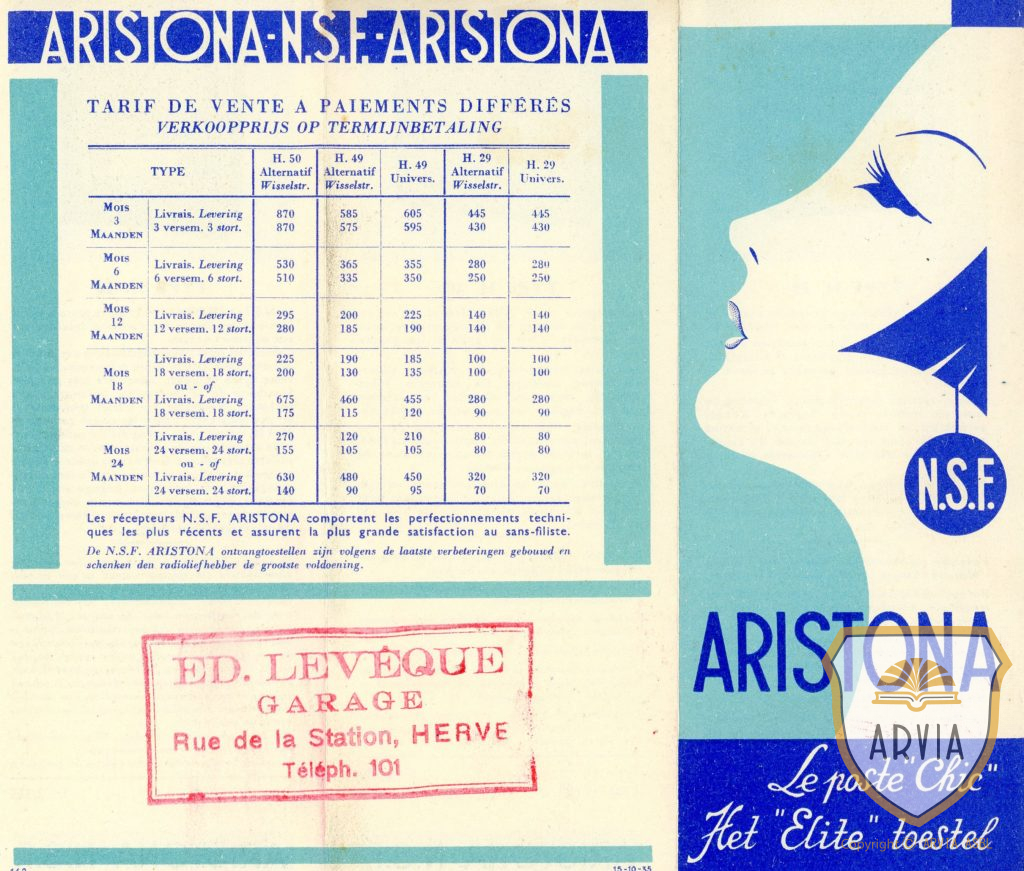 ARISTONA-N.S.F.-ARISTONA
TARIF DE VENTE A PAIEMENTS DIFFÉRÉS
VERKOOPPRIJS OP TERMIJNBETALING
TYPE | H. 50 Alternatif Wisselstr. | H. 49 Alternatif Wisselstr. | H. 49 Univers. | H. 29 Alternatif Wisselstr. | H. 29 Univers.
MOIS 3 MAANDEN
Livrais. Levering 870 585 605 445 445
3 versem. 3 stort. 870 575 595 430 430
MOIS 6 MAANDEN
Livrais. Levering 530 365 355 280 280
6 versem. 6 stort. 510 335 350 250 250
MOIS 12 MAANDEN
Livrais. Levering 295 200 225 140 140
12 versem. 12 stort. 280 185 190 140 140
MOIS 18 MAANDEN
Livrais. Levering 225 190 185 100 100
18 versem. 18 stort. 200 130 135 100 100
ou - of
Livrais. Levering 675 460 455 280 280
18 versem. 18 stort. 175 115 120 90 90
MOIS 24 MAANDEN
Livrais. Levering 270 120 210 80 80
24 versem. 24 stort. 155 105 105 80 80
ou - of
Livrais. Levering 630 480 450 320 320
24 versem. 24 stort. 140 90 95 70 70
Les récepteurs N.S.F. ARISTONA comportent les perfectionnements techni-
ques les plus récents et assurent la plus grande satisfaction au sans-filiste.
De N.S.F. ARISTONA ontvangtoestellen zijn volgens de laatste verbeteringen gebouwd en
schenken den radioliefhebber de grootste voldoening.
ED. LEVÊQUE
GARAGE
Rue de la Station, HERVE
Téléph. 101
15-10-35
N.S.F.
ARISTONA
ARVIA
Le poste "Chic"
Het "Elite" toestel